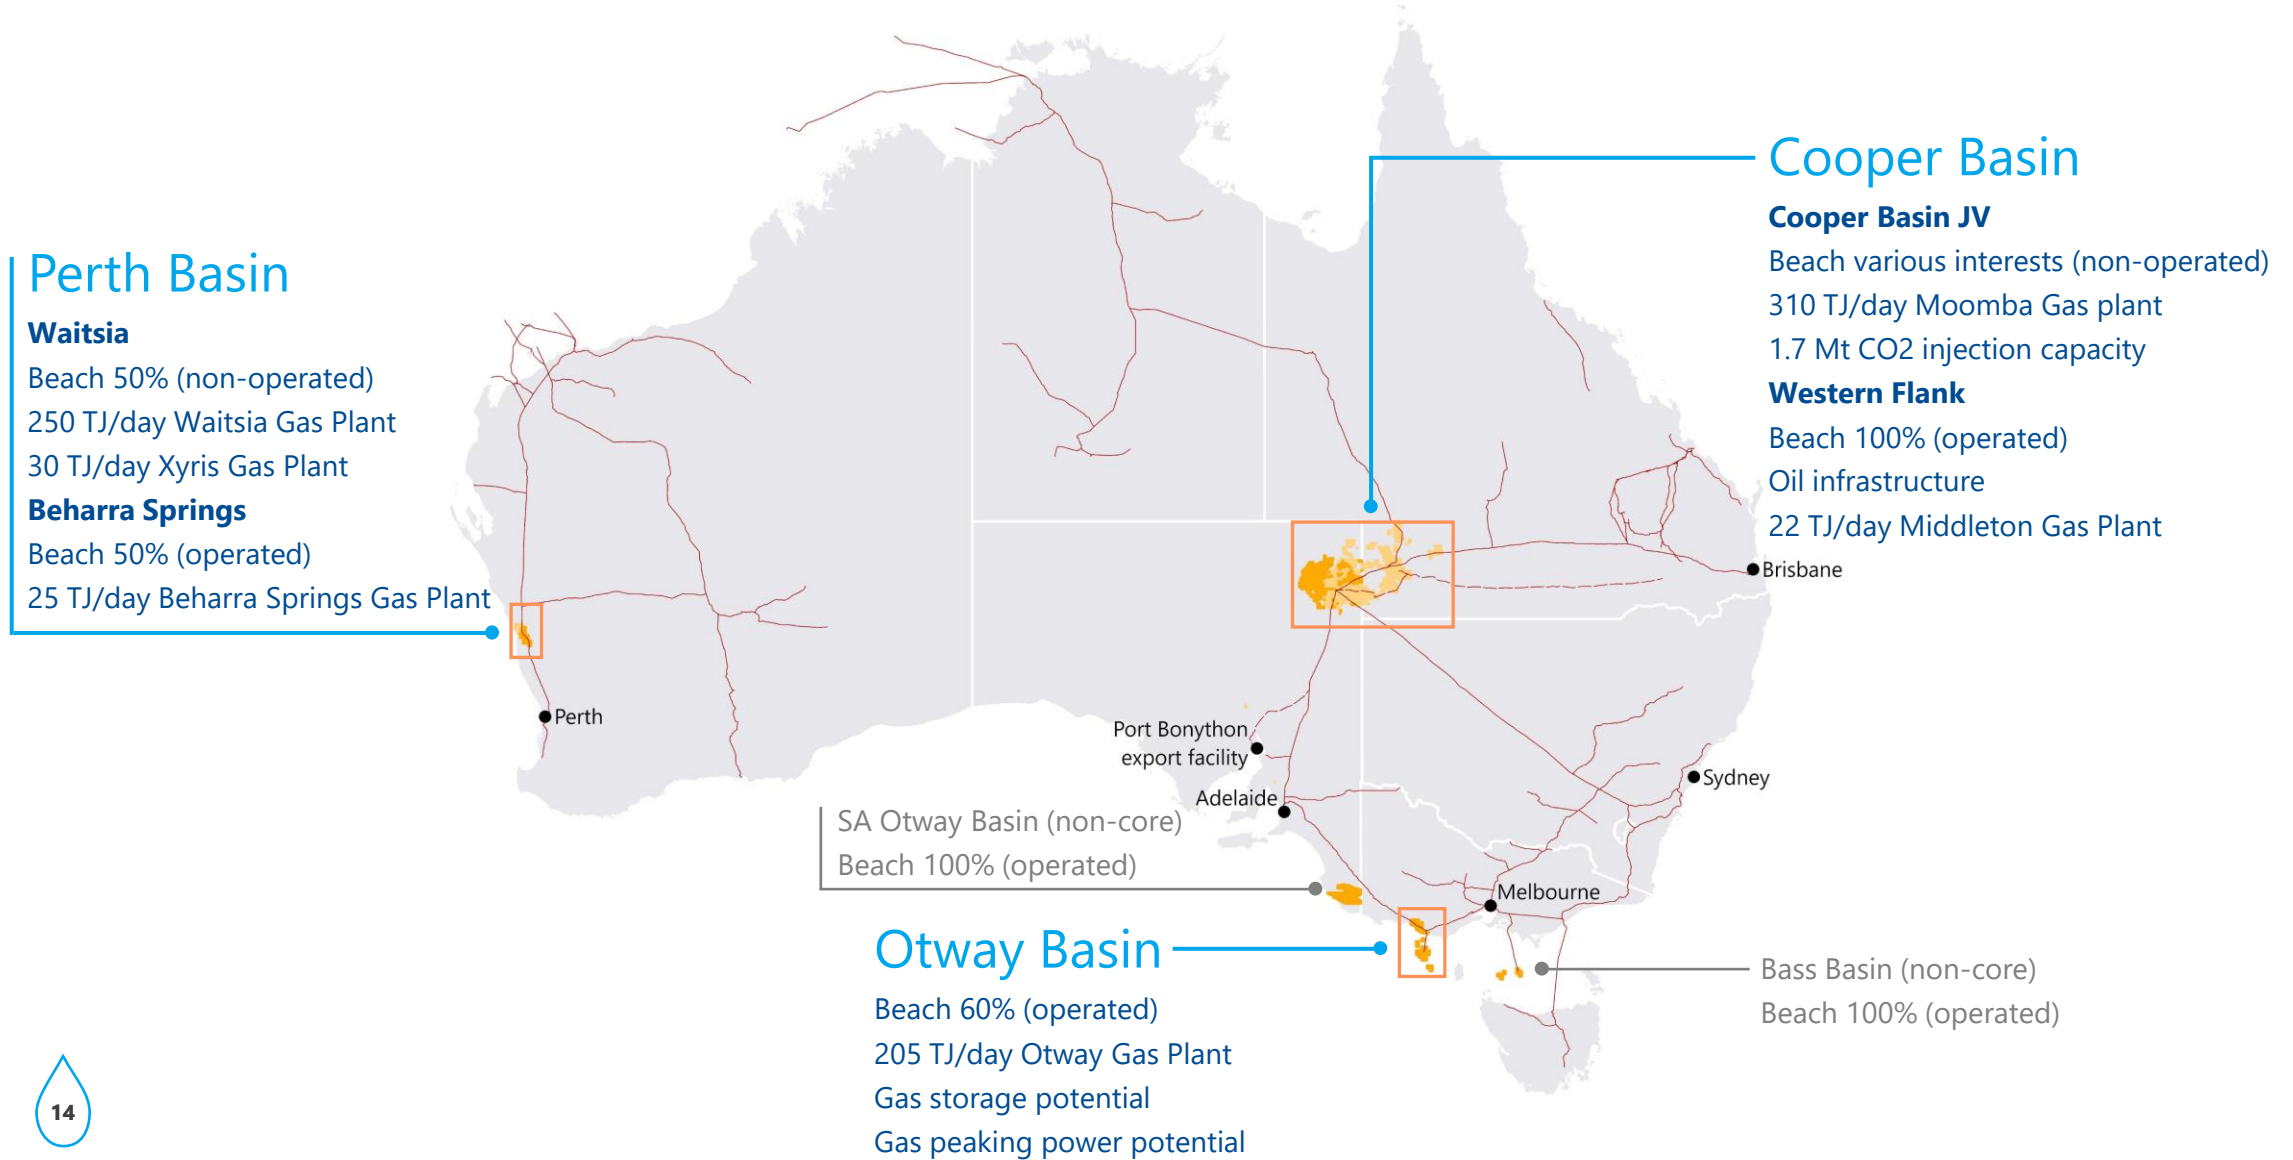 Perth Basin
Waitsia
Beach 50% (non-operated)
250 TJ/day Waitsia Gas Plant
30 TJ/day Xyris Gas Plant
Beharra Springs
Beach 50% (operated)
25 TJ/day Beharra Springs Gas Plant
Cooper Basin
Cooper Basin JV
Beach various interests (non-operated)
310 TJ/day Moomba Gas plant
1.7 Mt CO2 injection capacity
Western Flank
Beach 100% (operated)
Oil infrastructure
22 TJ/day Middleton Gas Plant
Brisbane
Perth
Port Bonython
export facility
Sydney
Adelaide
SA Otway Basin (non-core)
Beach 100% (operated)
Melbourne
Otway Basin
Beach 60% (operated)
205 TJ/day Otway Gas Plant
Gas storage potential
Gas peaking power potential
Bass Basin (non-core)
Beach 100% (operated)
14